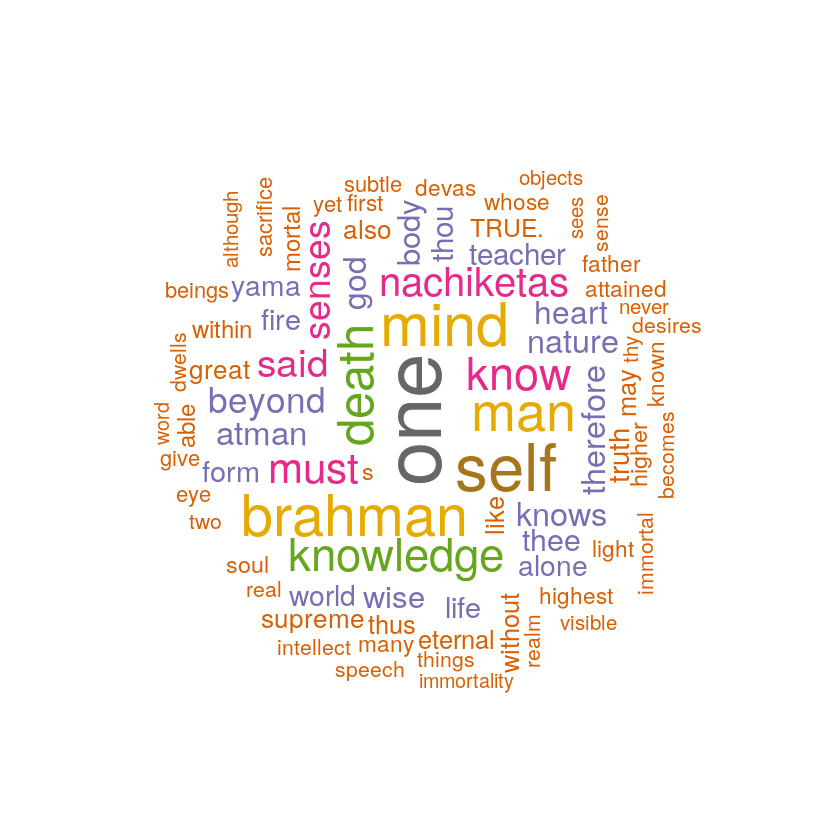 objects
subtle
devas
whose
although
sacrifice
mortal
yet
first
also
body
thou
TRUE.
sees
sense
senses
god
teacher
father
beings
yama
nachiketas
attained
never
within
fire
mind
heart
desires
dwells
great
said
death
one
know
nature
thy
known
beyond
man
therefore
may
word
able
atman
truth
higher
becomes
give
form
must
s
self
eye
two
brahman
like
knows
knowledge
thee
light
immortal
soul
alone
real
world
wise
life
highest
supreme
thus
without
realm
visible
intellect
many
eternal
things
speech
immortality